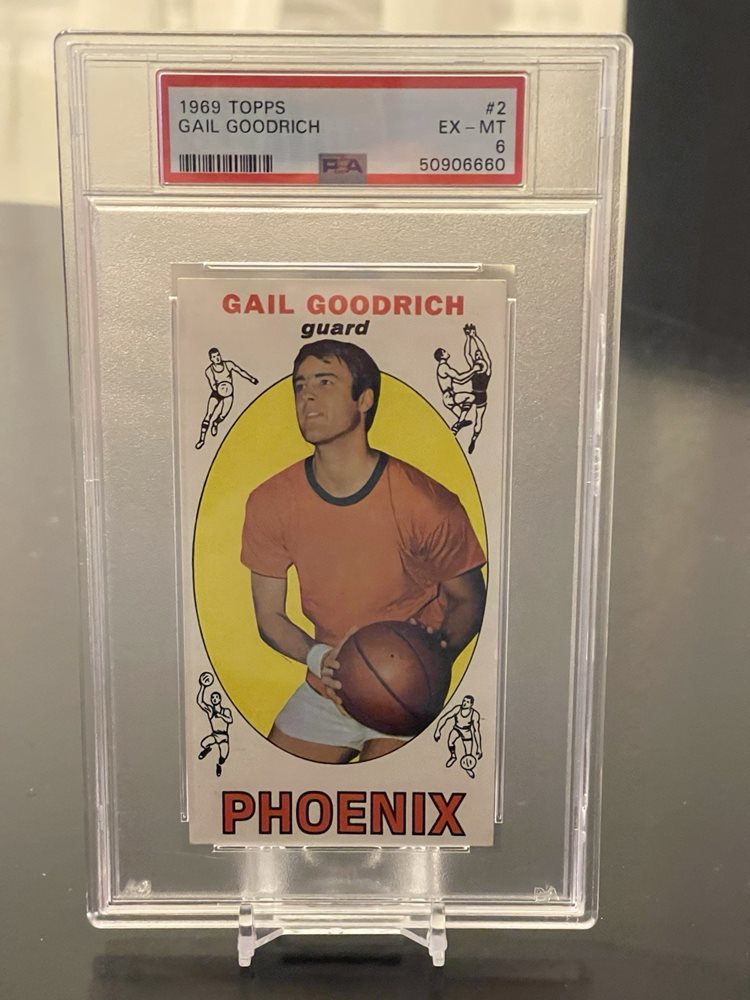 1969 TOPPS #2
GAIL GOODRICH EX-MT
6
PSA 50906660
GAIL GOODRICH
guard
PHOENIX